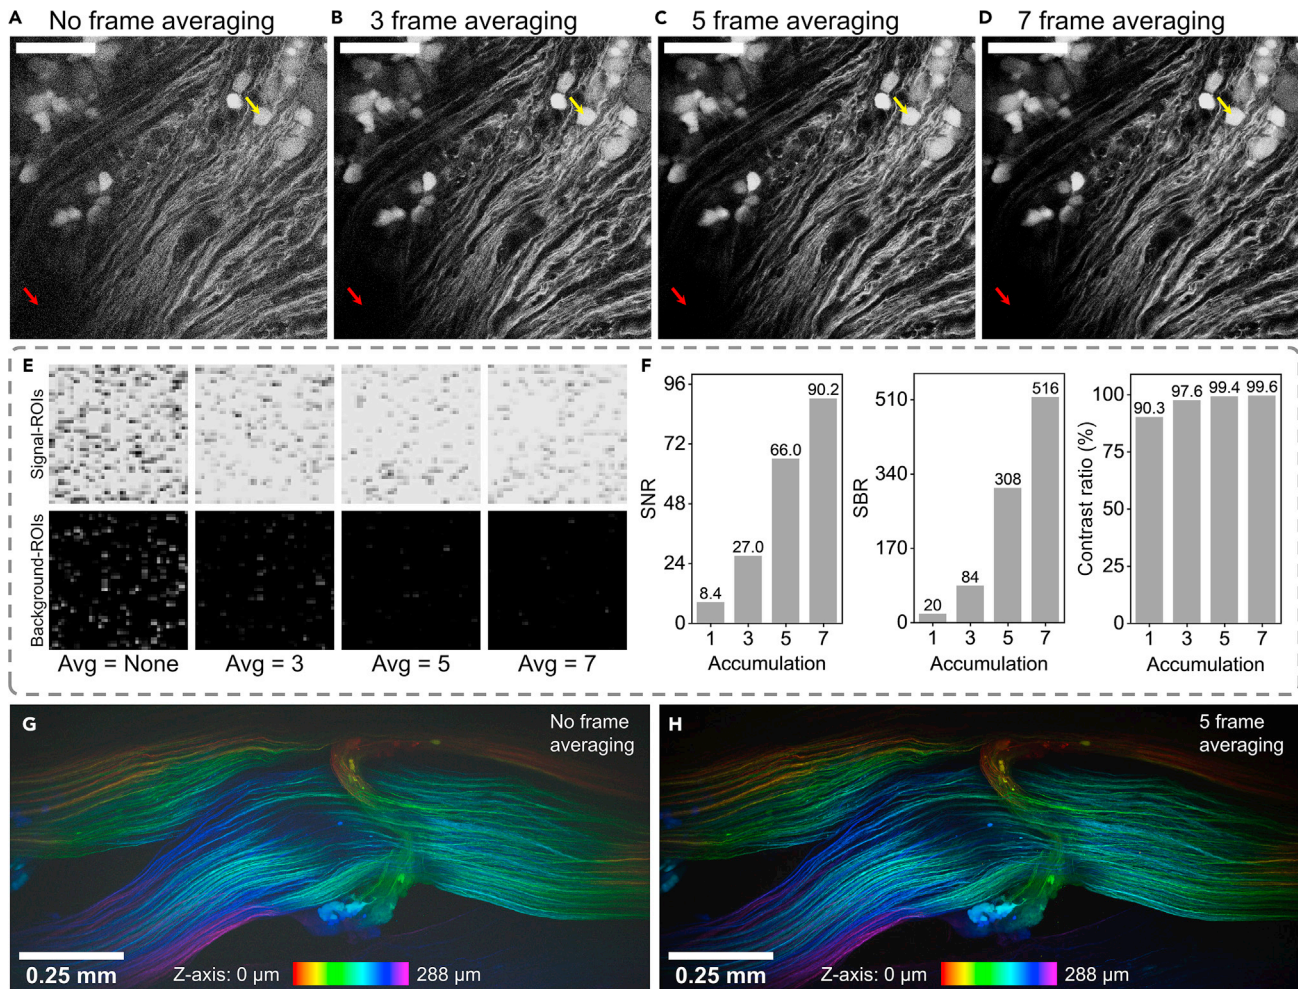 A No frame averaging
B 3 frame averaging
C 5 frame averaging
D 7 frame averaging
E
Signal-ROIs
Background-ROIs
Avg = None
Avg = 3
Avg = 5
Avg = 7
F
SNR
96
72
48
24
0
8.4
27.0
66.0
90.2
1 3 5 7
Accumulation
SBR
510
340
170
0
20
84
308
516
1 3 5 7
Accumulation
Contrast ratio (%)
100
75
50
25
0
90.3
97.6
99.4
99.6
1 3 5 7
Accumulation
G
No frame
averaging
0.25 mm
Z-axis: 0 µm
288 µm
H
5 frame
averaging
0.25 mm
Z-axis: 0 µm
288 µm